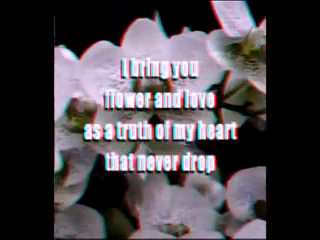 I bring you
flower and love
as a truth of my heart
that never drop